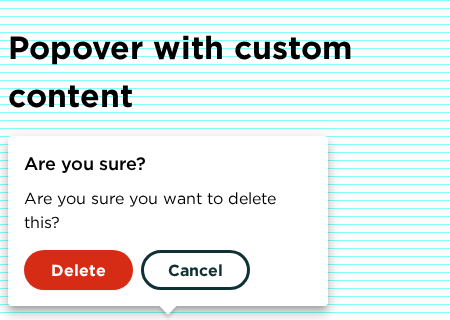 Popover with custom
content
Are you sure?
Are you sure you want to delete
this?
Delete
Cancel